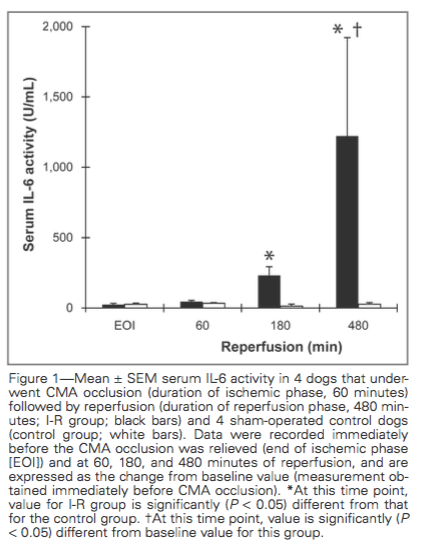 2,000
* †
1,500
Serum IL-6 activity (U/mL)
1,000
500
*
0
EOI 60 180 480
Reperfusion (min)
Figure 1—Mean ± SEM serum IL-6 activity in 4 dogs that under-
went CMA occlusion (duration of ischemic phase, 60 minutes)
followed by reperfusion (duration of reperfusion phase, 480 min-
utes; I-R group; black bars) and 4 sham-operated control dogs
(control group; white bars). Data were recorded immediately
before the CMA occlusion was relieved (end of ischemic phase
[EOI]) and at 60, 180, and 480 minutes of reperfusion, and are
expressed as the change from baseline value (measurement ob-
tained immediately before CMA occlusion). *At this time point,
value for I-R group is significantly (P < 0.05) different from that
for the control group. †At this time point, value is significantly (P
< 0.05) different from baseline value for this group.